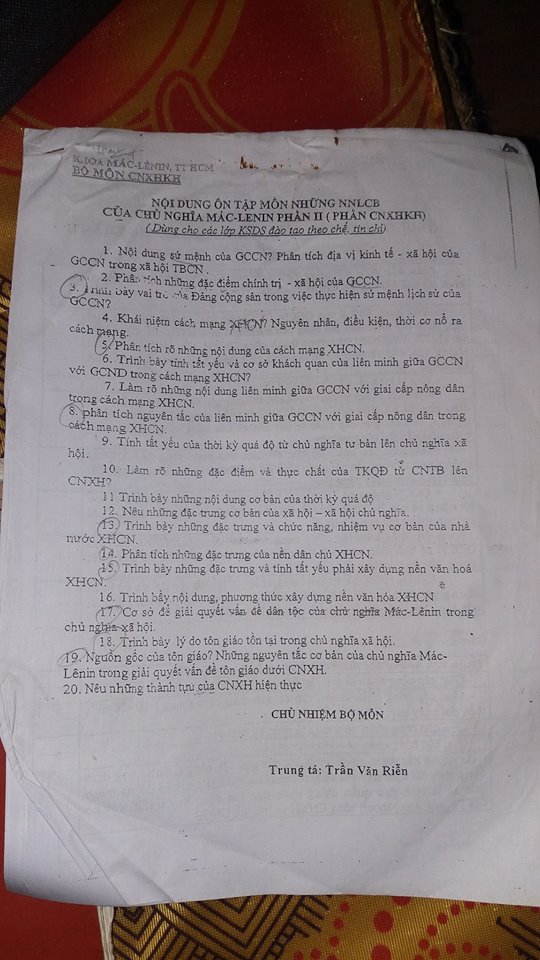 KHOA MÁC-LÊNIN, TT HCM
BỘ MÔN CNXHKH
NỘI DUNG ÔN TẬP MÔN NHỮNG NNLCB
CỦA CHỦ NGHĨA MÁC-LENIN PHẦN II ( PHẦN CNXHKH)
( Dùng cho các lớp KSDS đào tạo theo chế, tín chỉ)
1. Nội dung sứ mệnh của GCCN? Phân tích địa vị kinh tế - xã hội của
GCCN trong xã hội TBCN .
2. Phân tích những đặc điểm chính trị - xã hội của GCCN.
3. Trình bày vai trò của Đảng cộng sản trong việc thực hiện sứ mệnh lịch sử của
GCCN?
4. Khái niệm cách mạng XHCN? Nguyên nhân, điều kiện, thời cơ nổ ra
cách mạng.
5. Phân tích rõ những nội dung của cách mạng XHCN.
6. Trình bày tính tất yếu và cơ sở khách quan của liên minh giữa GCCN
với GCND trong cách mạng XHCN?
7. Làm rõ những nội dung liên minh giữa GCCN với giai cấp nông dân
trong cách mạng XHCN.
8. phân tích nguyên tắc của liên minh giữa GCCN với giai cấp nông dân trong
cách mạng XHCN.
9. Tính tất yếu của thời kỳ quá độ từ chủ nghĩa tư bản lên chủ nghĩa xã
hội.
10. Làm rõ những đặc điểm và thực chất của TKQĐ từ CNTB lên
CNXH?
11 Trình bày những nội dung cơ bản của thời kỳ quá độ
12. Nêu những đặc trưng cơ bản của xã hội – xã hội chủ nghĩa.
13. Trình bày những đặc trưng và chức năng, nhiệm vụ cơ bản của nhà
nước XHCN.
14. Phân tích những đặc trưng của nền dân chủ XHCN.
15. Trình bày những đặc trưng và tính tất yếu phải xây dựng nền văn hoá
XHCN.
16. Trình bấy nội dung, phương thức xây dựng nền văn hóa XHCN
17. Cơ sở để giải quyết vấn đề dân tộc của chử nghĩa Mác-Lênin trong
chủ nghĩa xã hội.
18. Trình bày lý do tôn giáo tồn tại trong chủ nghĩa xã hội.
19. Nguồn gốc của tôn giáo? Những nguyên tắc cơ bản của chủ nghĩa Mác-
Lênin trong giải quyết vấn đề tôn giáo dưới CNXH.
20. Nêu những thành tựu của CNXH hiện thực
CHỦ NHIỆM BỘ MÔN
Trung tá: Trần Văn Riễn